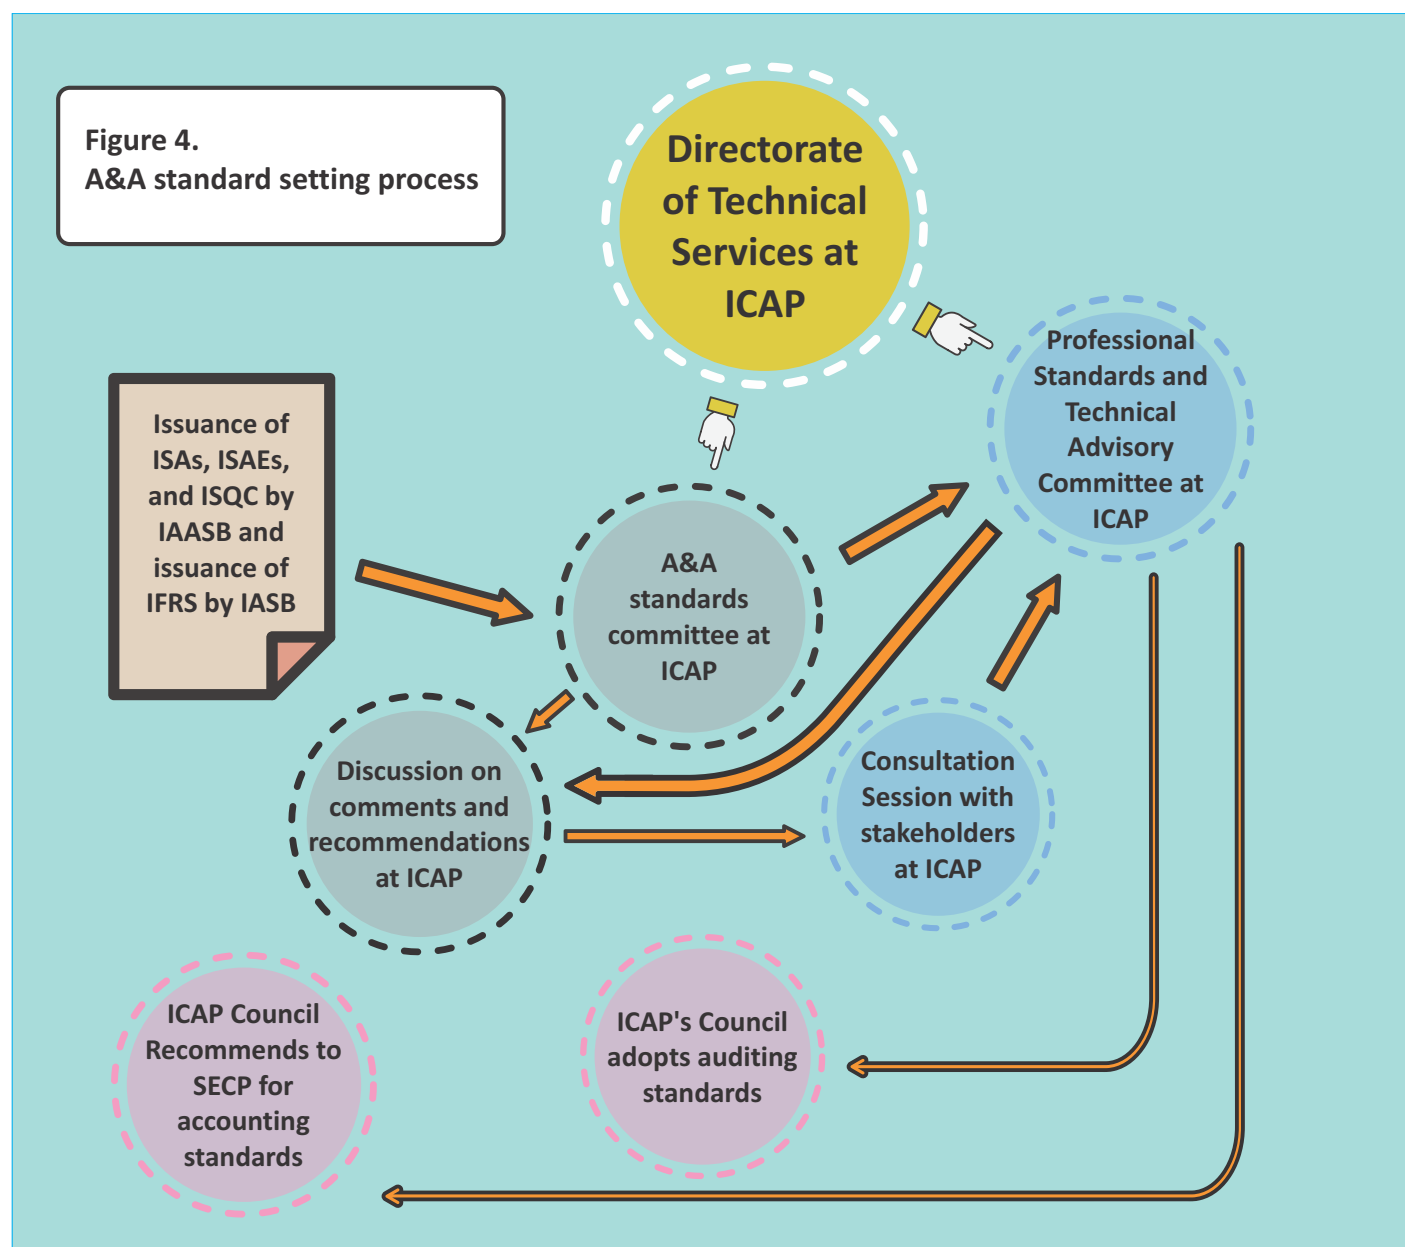 Figure 4.
A&A standard setting process
Directorate
of Technical
Services at
ICAP
Professional
Standards and
Technical
Advisory
Committee at
ICAP
Issuance of
ISAs, ISAEs,
and ISQC by
IAASB and
issuance of
IFRS by IASB
A&A
standards
committee at
ICAP
Discussion on
comments and
recommendations
at ICAP
Consultation
Session with
stakeholders
at ICAP
ICAP Council
Recommends to
SECP for
accounting
standards
ICAP's Council
adopts auditing
standards